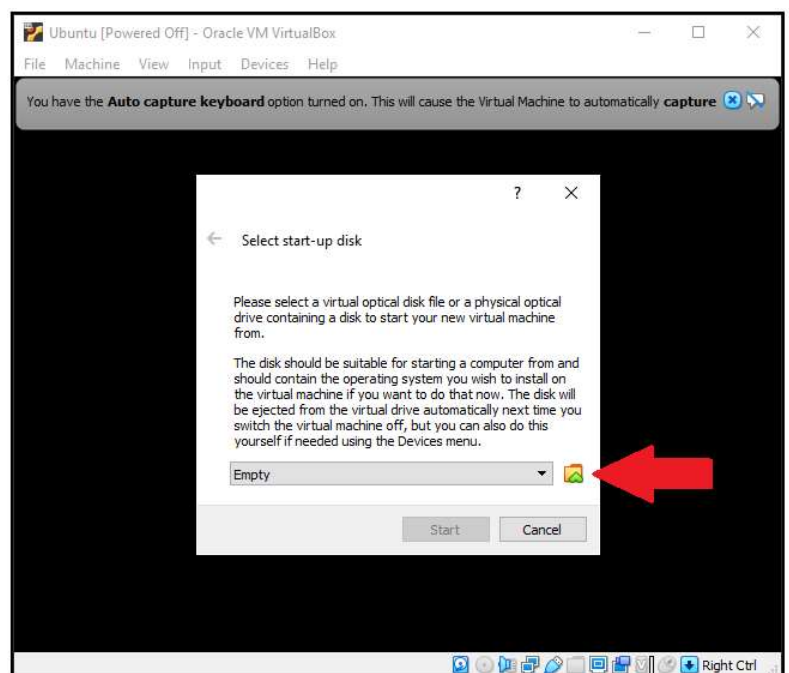 Ubuntu [Powered Off] - Oracle VM VirtualBox
File Machine View Input Devices Help
You have the Auto capture keyboard option turned on. This will cause the Virtual Machine to automatically capture
?
Select start-up disk
Please select a virtual optical disk file or a physical optical
drive containing a disk to start your new virtual machine
from.
The disk should be suitable for starting a computer from and
should contain the operating system you wish to install on
the virtual machine if you want to do that now. The disk will
be ejected from the virtual drive automatically next time you
switch the virtual machine off, but you can also do this
yourself if needed using the Devices menu.
Empty
Start Cancel
Right Ctrl